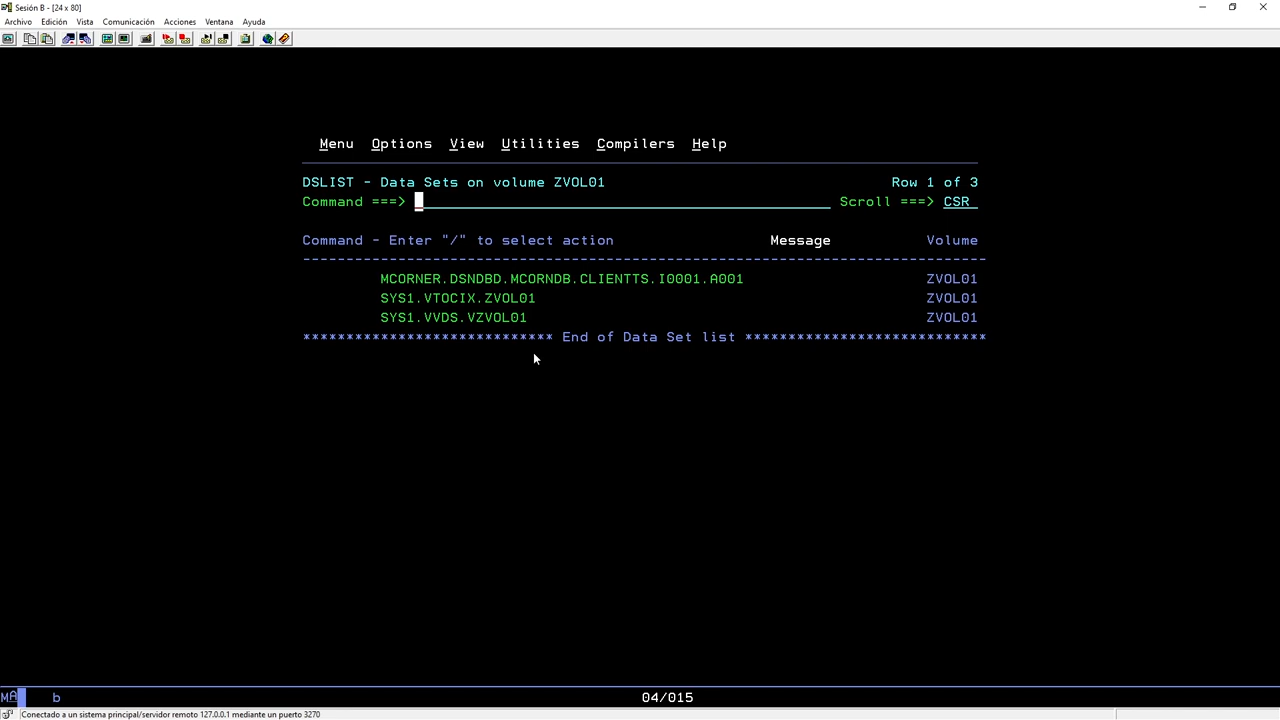 Sesión B - [24 x 80]
Archivo Edición Vista Comunicación Acciones Ventana Ayuda
Menu Options View Utilities Compilers Help
DSLIST - Data Sets on volume ZVOL01 Row 1 of 3
Command ===> Scroll ===> CSR
Command - Enter "/" to select action Message Volume
-------------------------------------------------------------------------------
MCORNER.DSNDBD.MCORNDB.CLIENTTS.I0001.A001 ZVOL01
SYS1.VTOCIX.ZVOL01 ZVOL01
SYS1.VVDS.VZVOL01 ZVOL01
***************************** End of Data Set list ****************************
MA b 04/015
Conectado a un sistema principal/servidor remoto 127.0.0.1 mediante un puerto 3270